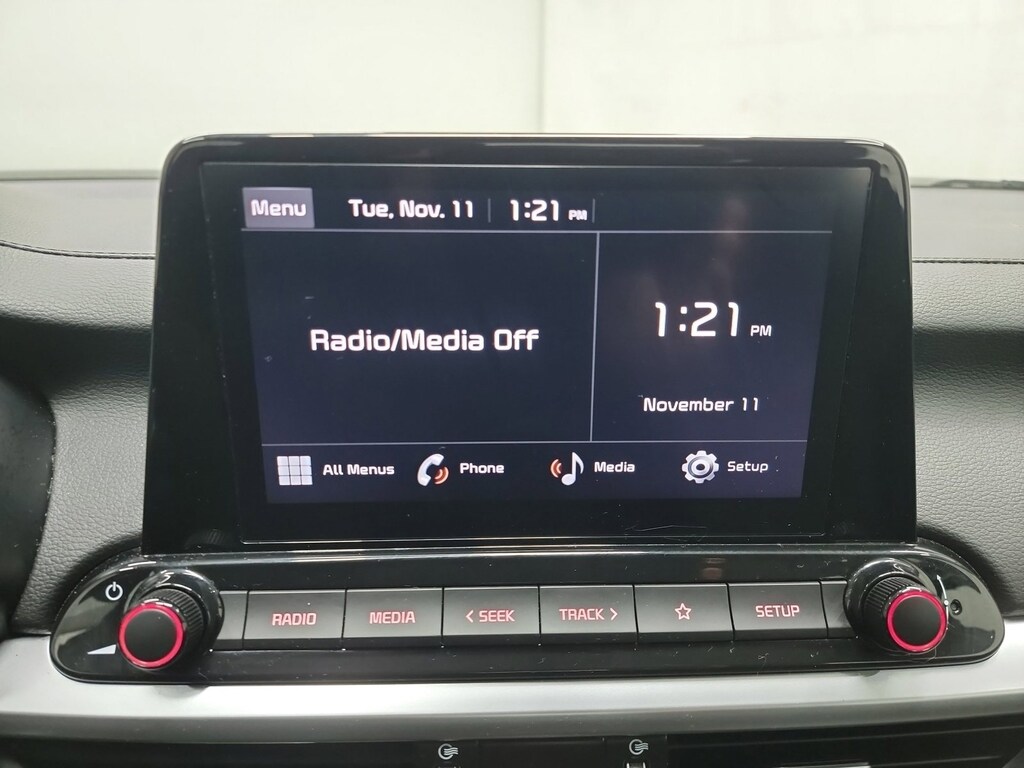 Menu Tue, Nov. 11 1:21 PM
Radio/Media Off
1:21 PM
November 11
All Menus Phone Media Setup
RADIO MEDIA < SEEK TRACK > SETUP